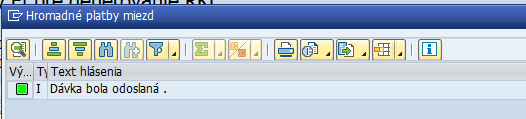 Hromadné platby miezd
Vý... Ty Text hlásenia
I Dávka bola odoslaná .